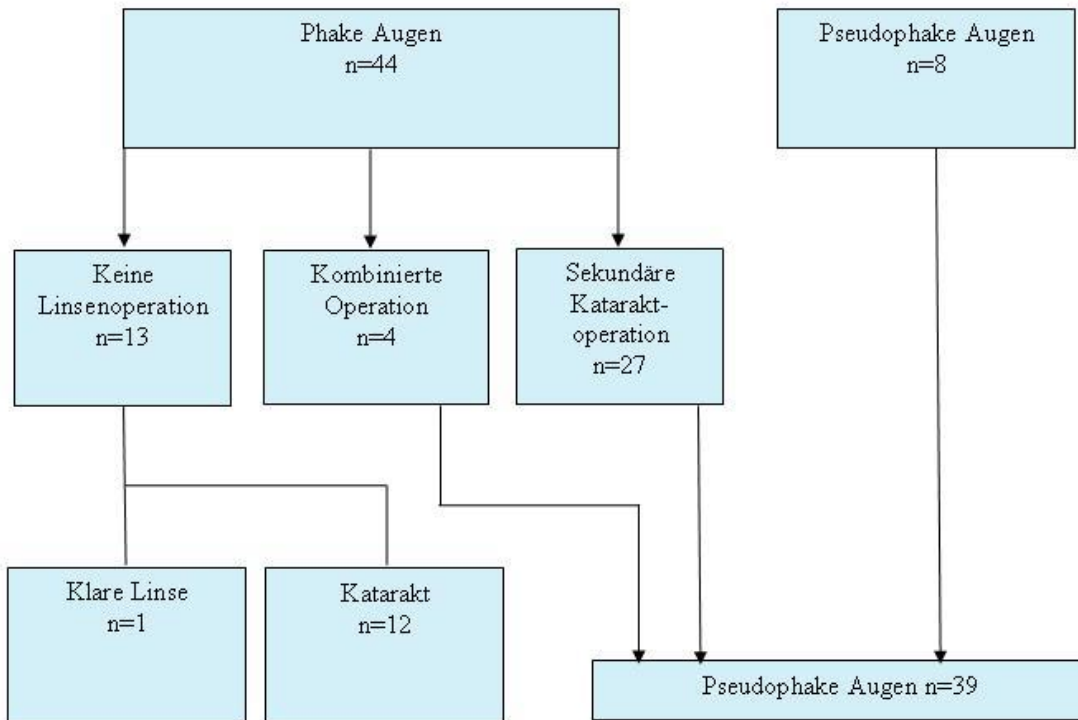 Phake Augen
n=44
Pseudophake Augen
n=8
Keine
Linsenoperation
n=13
Kombinierte
Operation
n=4
Sekundäre
Katarakt-
operation
n=27
Klare Linse
n=1
Katarakt
n=12
Pseudophake Augen n=39